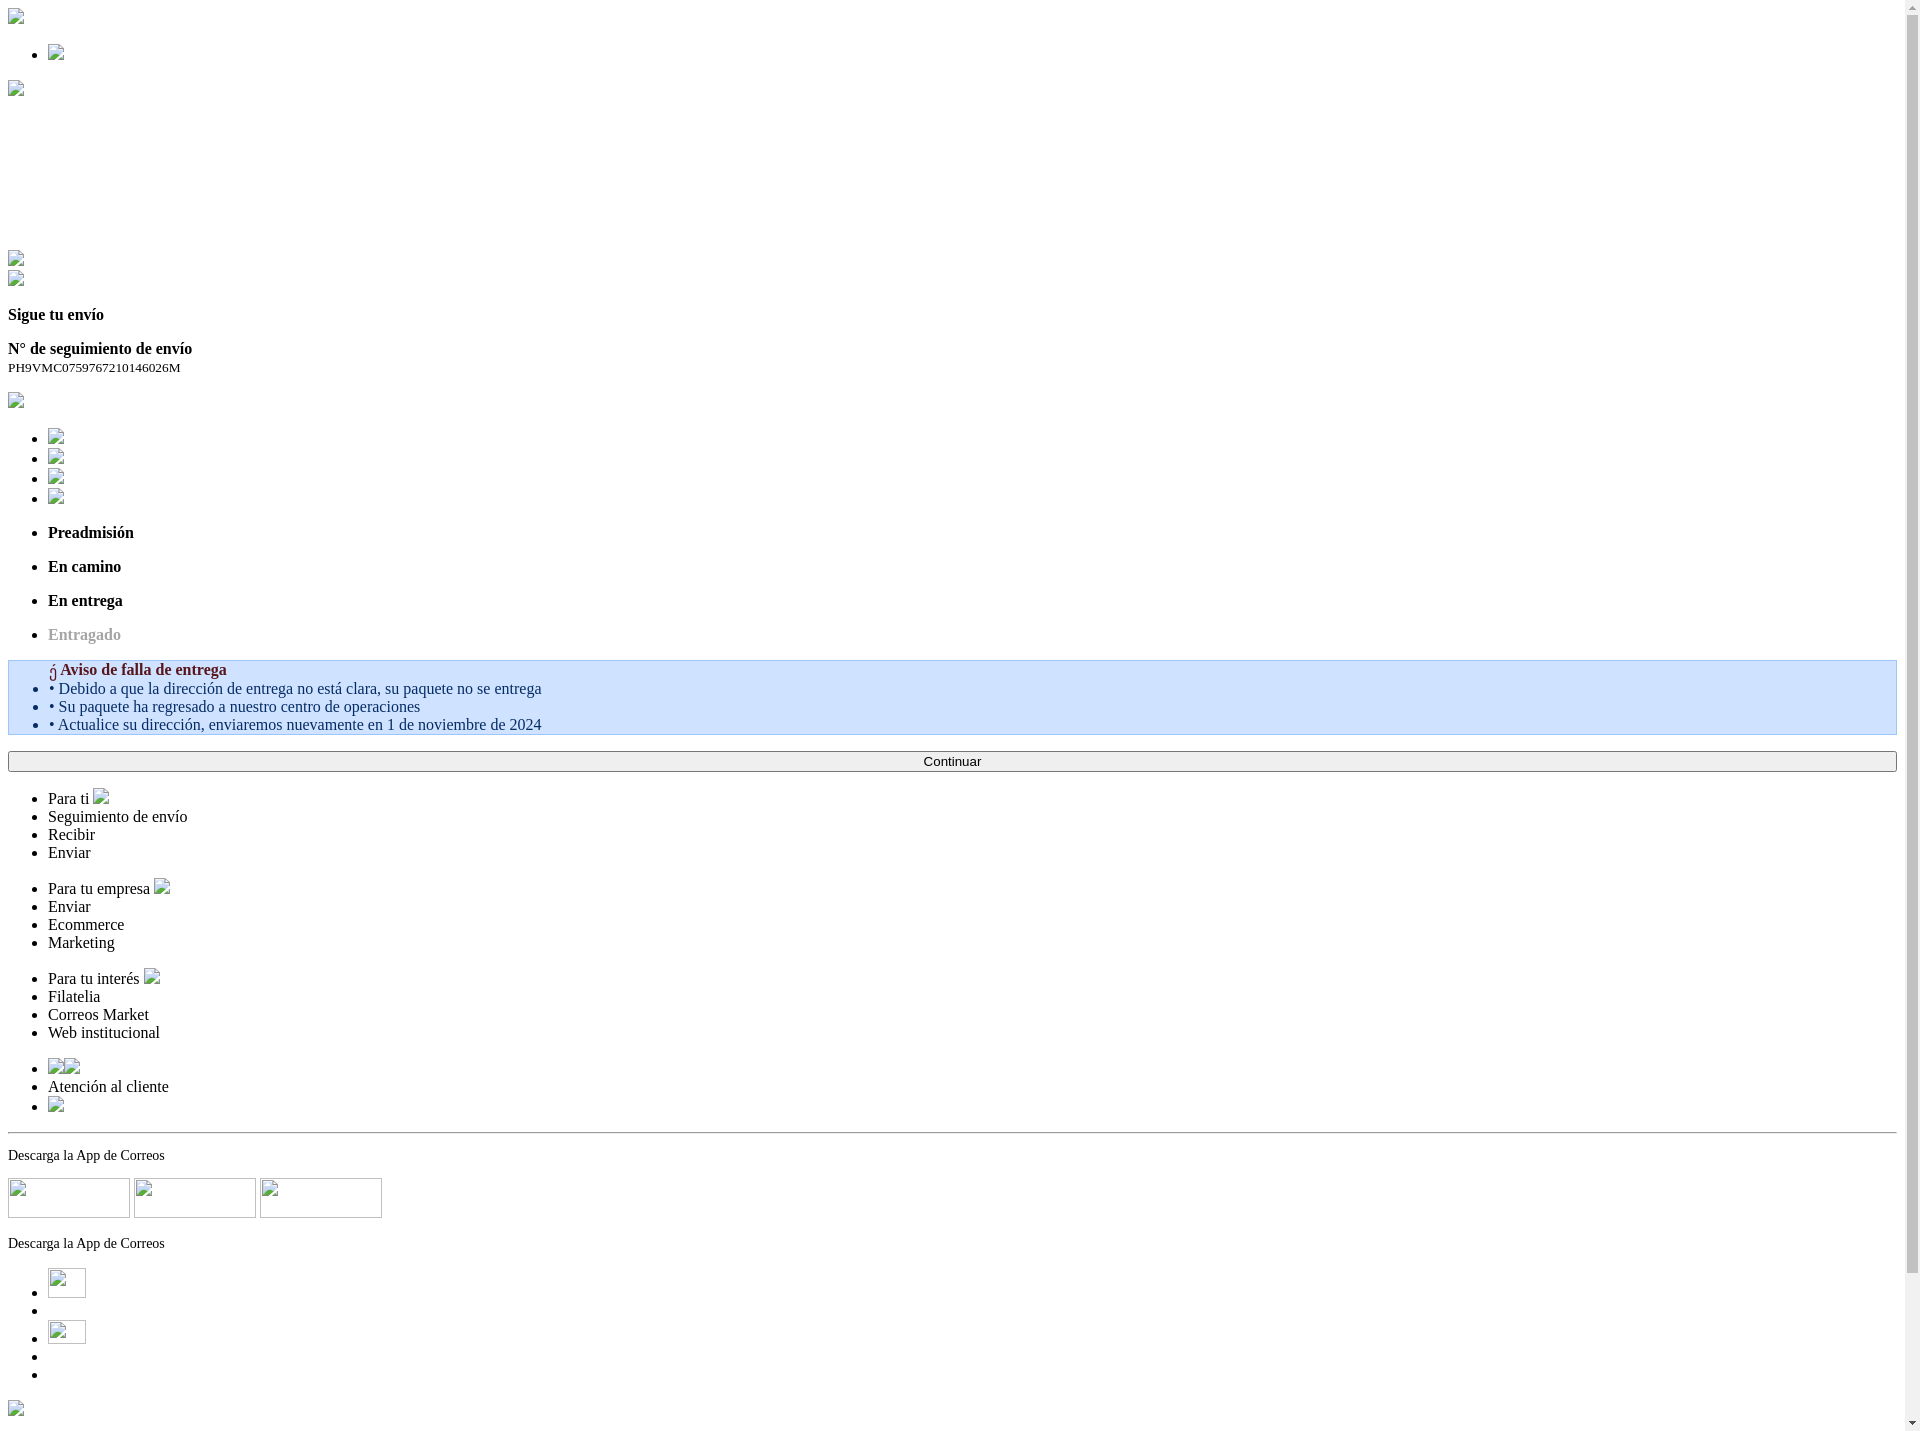 Sigue tu envío
N° de seguimiento de envío
PH9VMC0759767210146026M
Preadmisión
En camino
En entrega
Entragado
Aviso de falla de entrega
• Debido a que la dirección de entrega no está clara, su paquete no se entrega
• Su paquete ha regresado a nuestro centro de operaciones
• Actualice su dirección, enviaremos nuevamente en 1 de noviembre de 2024
Continuar
Para ti
Seguimiento de envío
Recibir
Enviar
Para tu empresa
Enviar
Ecommerce
Marketing
Para tu interés
Filatelia
Correos Market
Web institucional
Atención al cliente
Descarga la App de Correos
Descarga la App de Correos